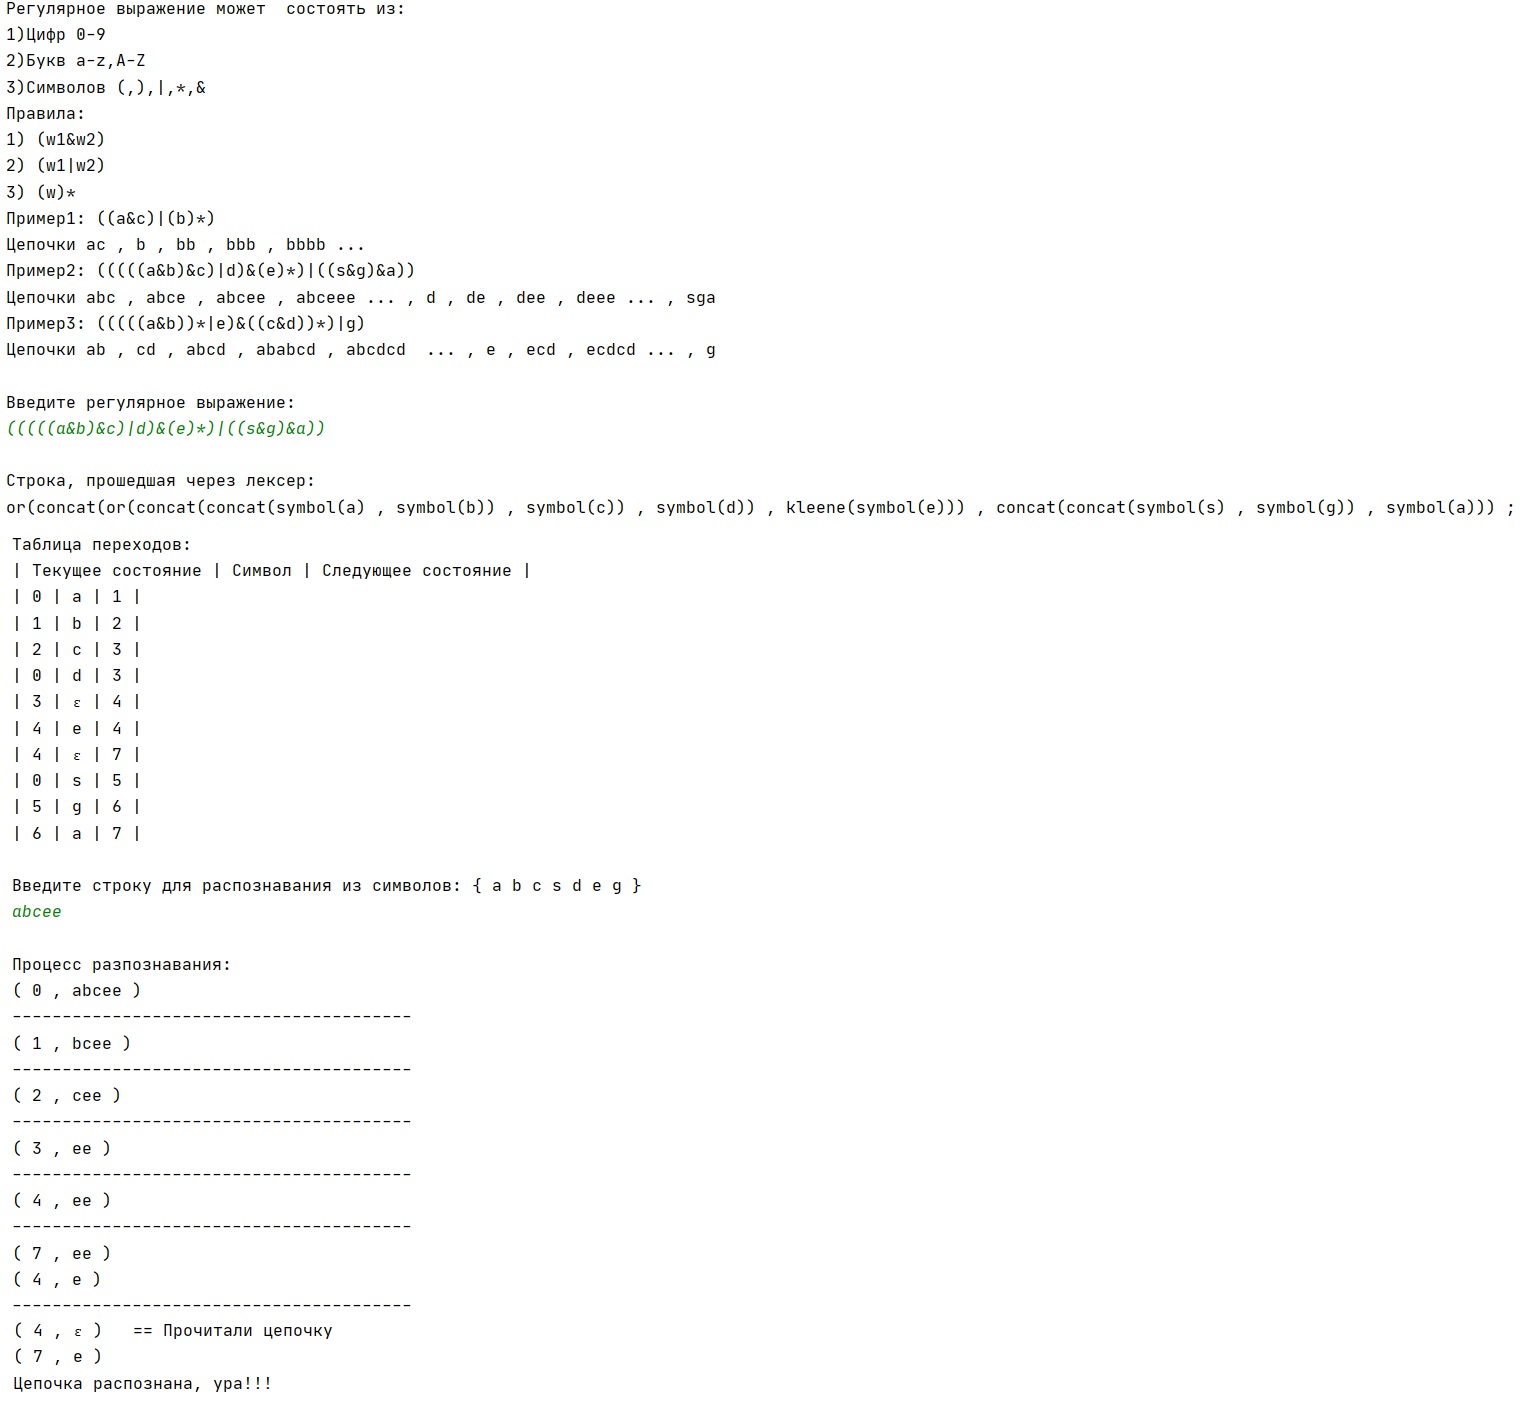 Регулярное выражение может  состоять из:
1)Цифр 0-9
2)Букв a-z,A-Z
3)Символов (,),|,*,&
Правила:
1) (w1&w2)
2) (w1|w2)
3) (w)*
Пример1: ((a&c)|(b)*)
Цепочки ac , b , bb , bbb , bbbb ...
Пример2: (((((a&b)&c)|d)&(e)*)|((s&g)&a))
Цепочки abc , abce , abcee , abceee ... , d , de , dee , deee ... , sga
Пример3: (((((a&b))*|e)&((c&d))*)|g)
Цепочки ab , cd , abcd , ababcd , abcdcd  ... , e , ecd , ecdcd ... , g
Введите регулярное выражение:
(((((a&b)&c)|d)&(e)*)|((s&g)&a))
Строка, прошедшая через лексер:
or(concat(or(concat(concat(symbol(a) , symbol(b)) , symbol(c)) , symbol(d)) , kleene(symbol(e))) , concat(concat(symbol(s) , symbol(g)) , symbol(a))) ;
Таблица переходов:
| Текущее состояние | Символ | Следующее состояние |
| 0 | a | 1 |
| 1 | b | 2 |
| 2 | c | 3 |
| 0 | d | 3 |
| 3 | ε | 4 |
| 4 | e | 4 |
| 4 | ε | 7 |
| 0 | s | 5 |
| 5 | g | 6 |
| 6 | a | 7 |
Введите строку для распознавания из символов: { a b c s d e g }
abcee
Процесс разпознавания:
( 0 , abcee )
----------------------------------------
( 1 , bcee )
----------------------------------------
( 2 , cee )
----------------------------------------
( 3 , ee )
----------------------------------------
( 4 , ee )
----------------------------------------
( 7 , ee )
( 4 , e )
----------------------------------------
( 4 , ε )   == Прочитали цепочку
( 7 , e )
Цепочка распознана, ура!!!